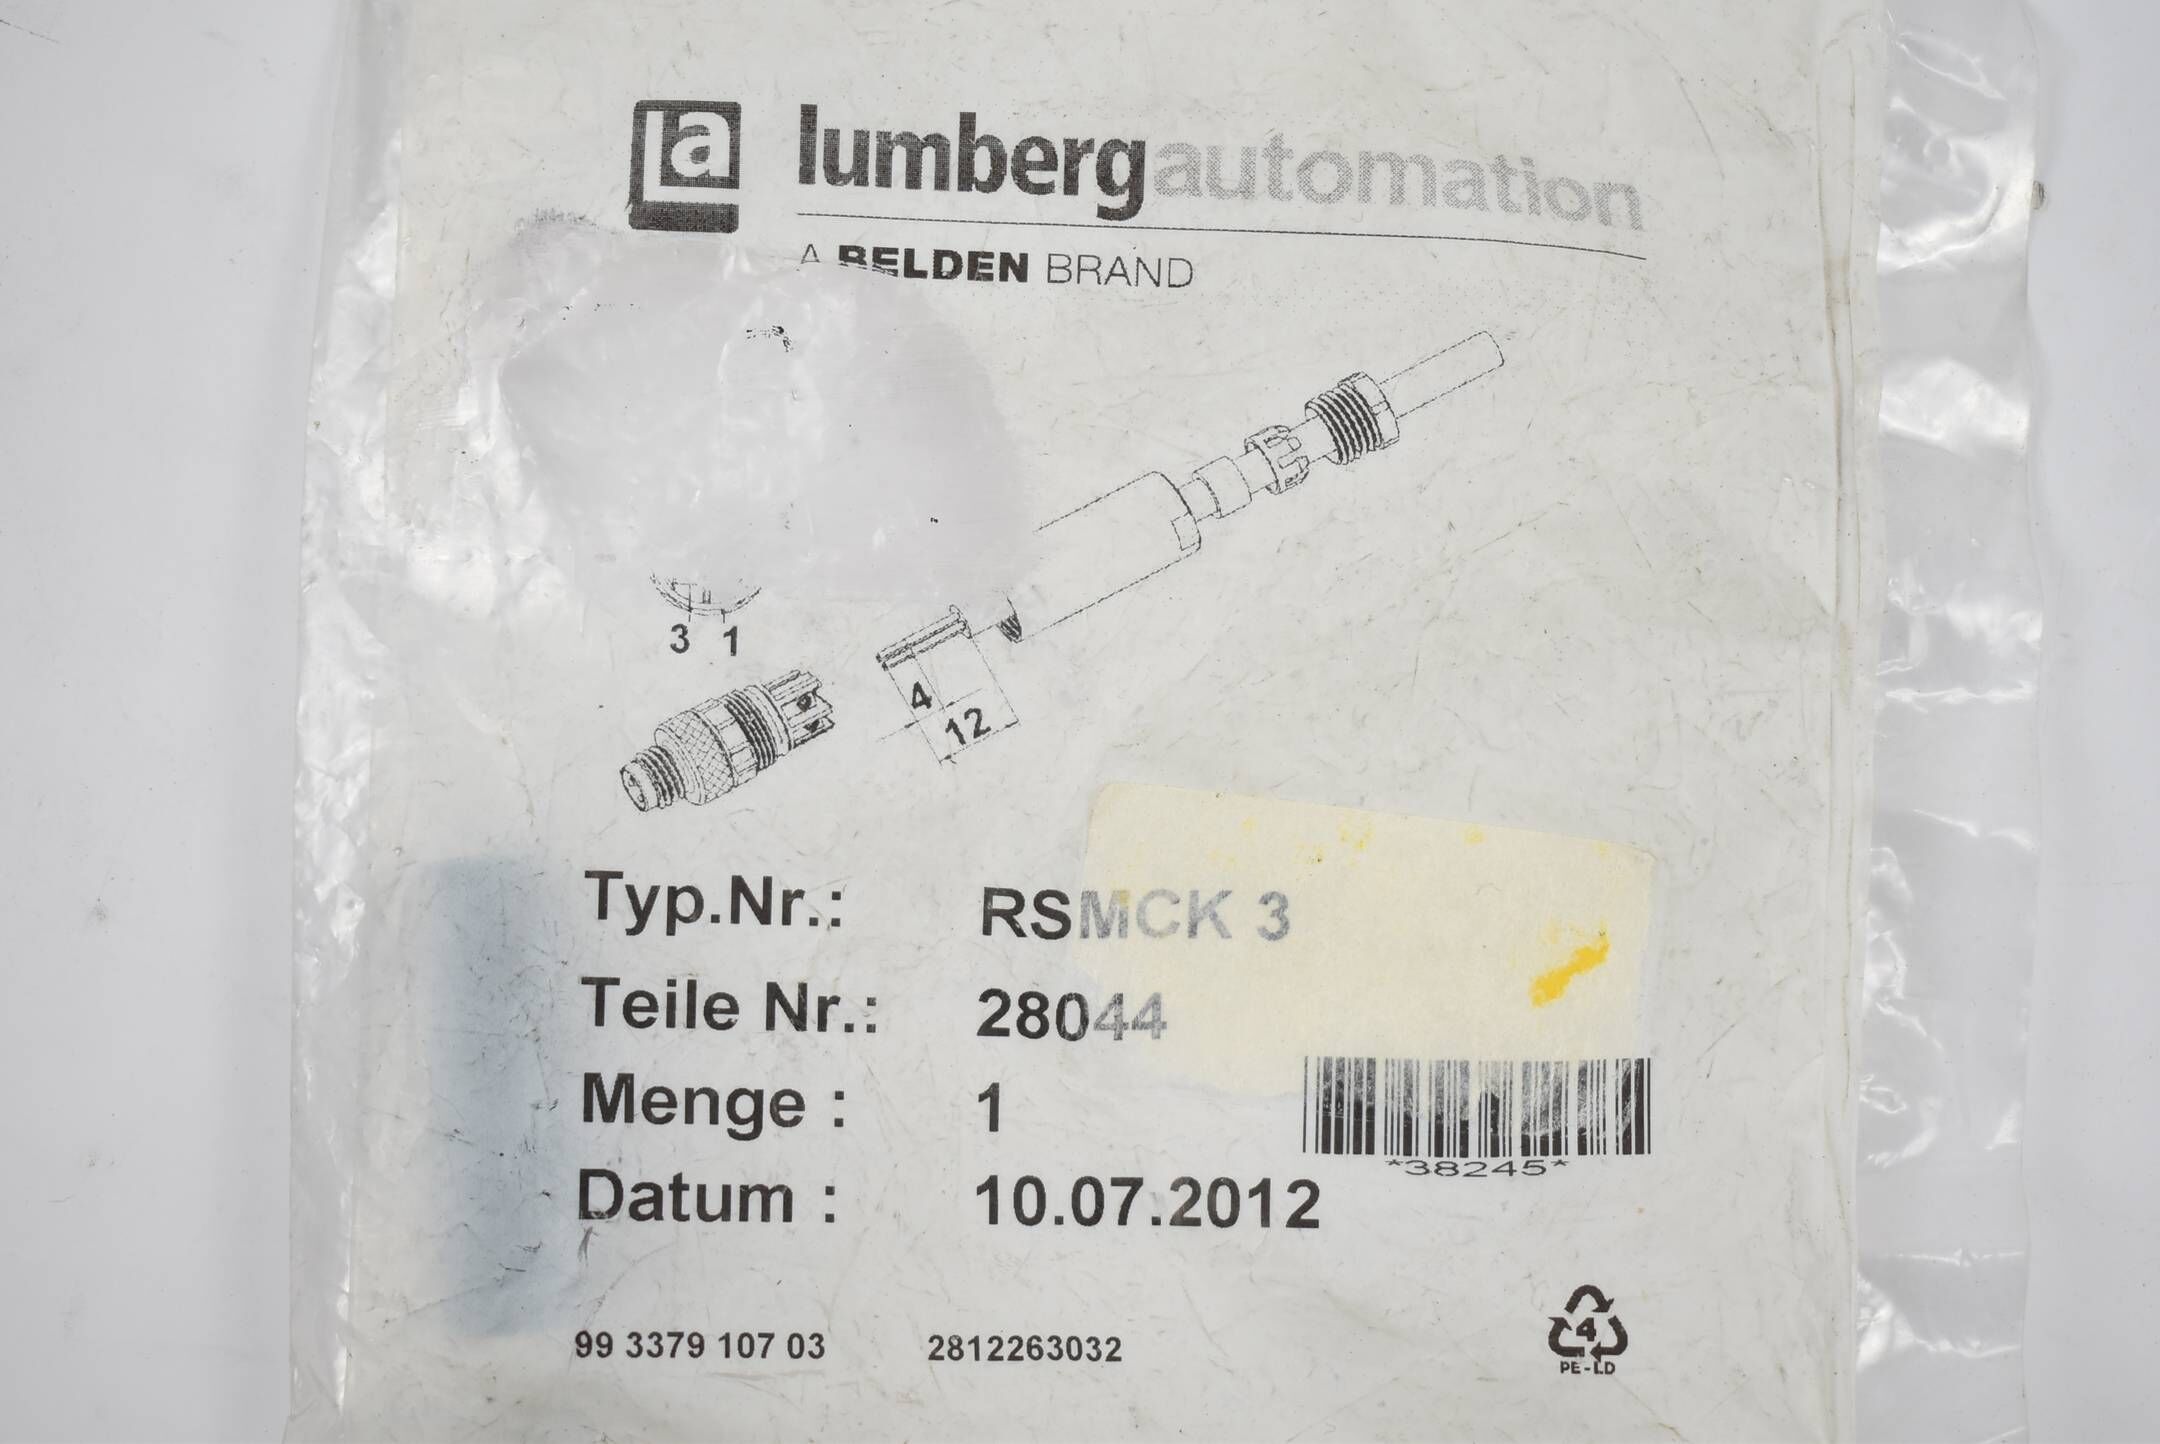 a lumbergautomation
A BELDEN BRAND
3 1
4
12
Typ.Nr.: RSMCK 3
Teile Nr.: 28044
Menge : 1
*38245*
Datum : 10.07.2012
99 3379 107 03 2812263032
4
PE-LD